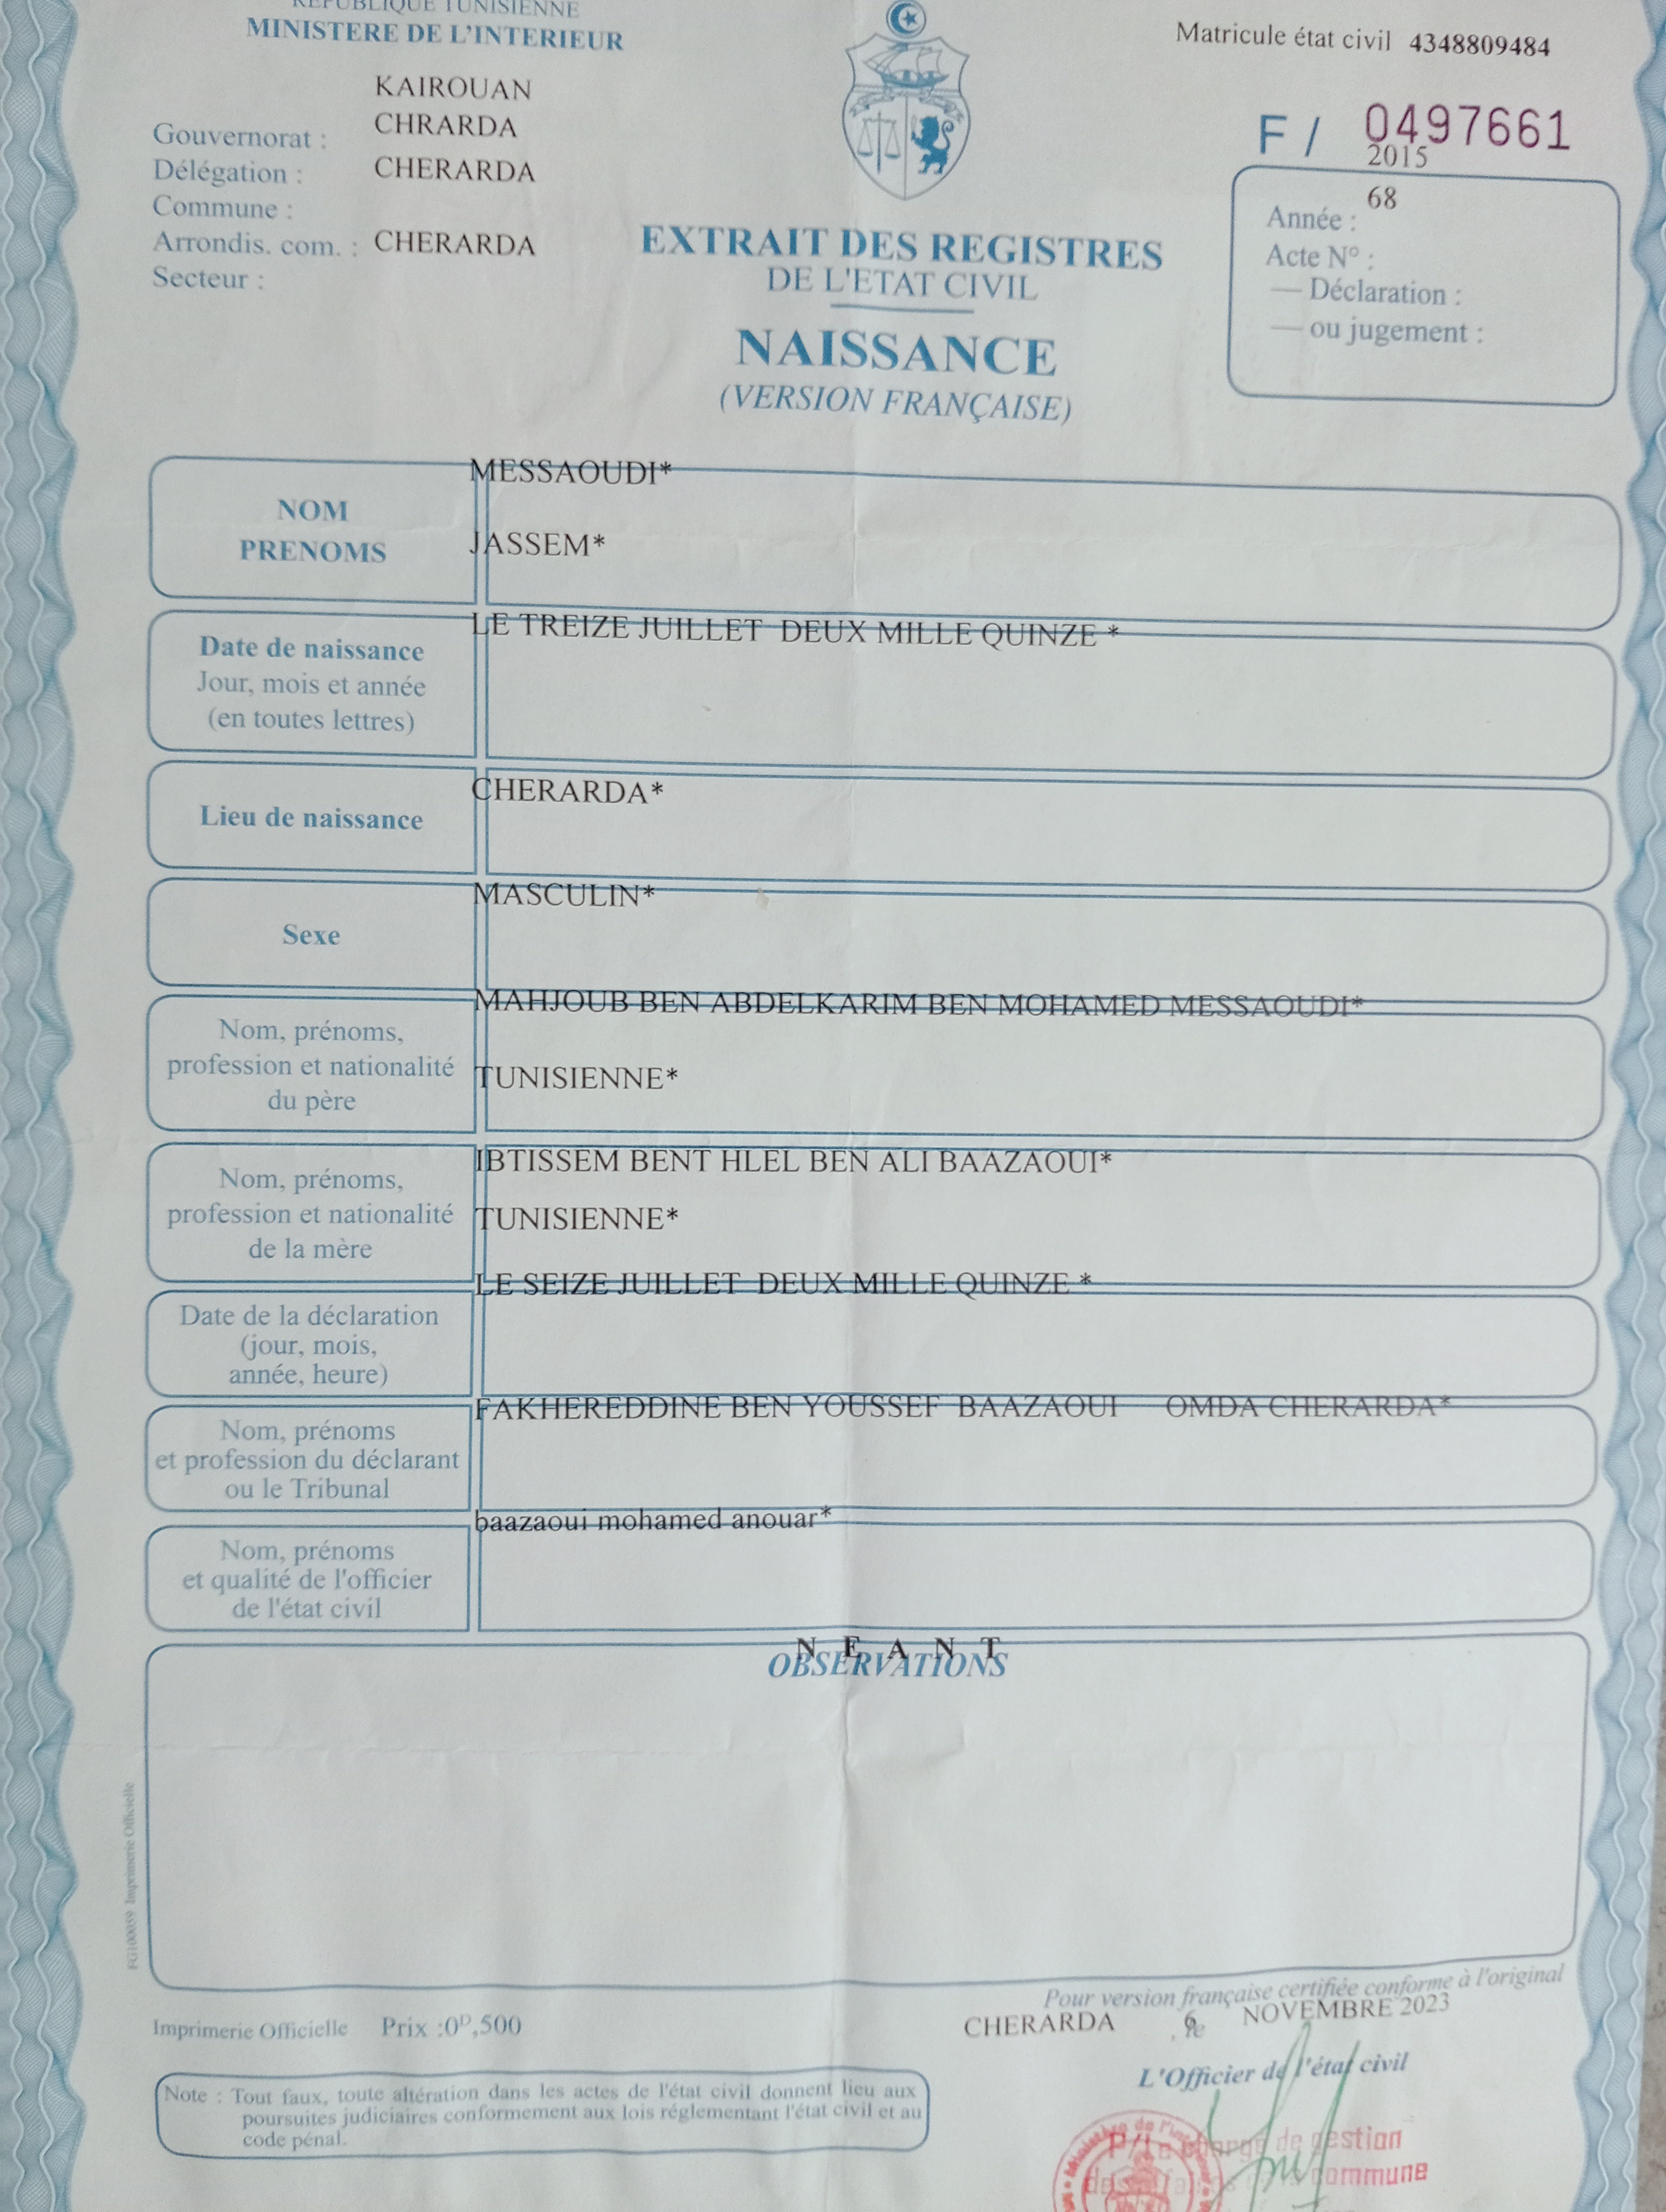 REPUBLIQUE TUNISIENNE
MINISTERE DE L'INTERIEUR
Matricule état civil 4348809484
KAIROUAN
Gouvernorat : CHRARDA
Délégation : CHERARDA
Commune :
Arrondis. com. : CHERARDA
Secteur :
F / 0497661
2015
68
Année :
Acte N° :
— Déclaration :
— ou jugement :
EXTRAIT DES REGISTRES
DE L'ETAT CIVIL
NAISSANCE
(VERSION FRANÇAISE)
NOM
PRENOMS
MESSAOUDI*
JASSEM*
Date de naissance
Jour, mois et année
(en toutes lettres)
LE TREIZE JUILLET DEUX MILLE QUINZE *
Lieu de naissance
CHERARDA*
Sexe
MASCULIN*
Nom, prénoms,
profession et nationalité
du père
MAHJOUB BEN ABDELKARIM BEN MOHAMED MESSAOUDI*
TUNISIENNE*
Nom, prénoms,
profession et nationalité
de la mère
IBTISSEM BENT HLEL BEN ALI BAAZAOUI*
TUNISIENNE*
Date de la déclaration
(jour, mois,
année, heure)
LE SEIZE JUILLET DEUX MILLE QUINZE *
Nom, prénoms
et profession du déclarant
ou le Tribunal
FAKHEREDDINE BEN YOUSSEF BAAZAOUI OMDA CHERARDA*
Nom, prénoms
et qualité de l'officier
de l'état civil
baazaoui mohamed anouar*
N E A N T
OBSERVATIONS
FG100059 Imprimerie Officielle
Pour version française certifiée conforme à l'original
CHERARDA , le 6 NOVEMBRE 2023
Imprimerie Officielle Prix :0ᴰ,500
L'Officier de l'état civil
Note : Tout faux, toute altération dans les actes de l'état civil donnent lieu aux
poursuites judiciaires conformement aux lois réglementant l'état civil et au
code pénal.
P/Le chargé de gestion
commune